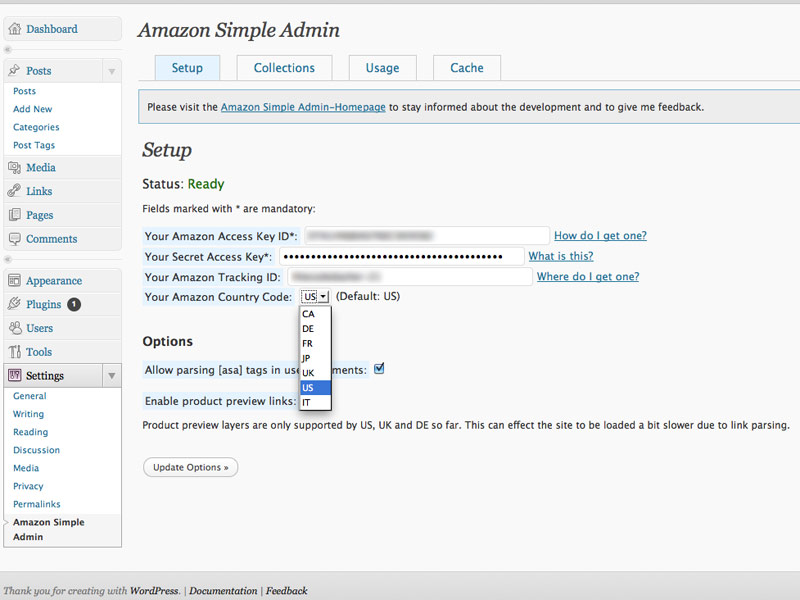 Dashboard
Posts
Posts
Add New
Categories
Post Tags
Media
Links
Pages
Comments
Appearance
Plugins 1
Users
Tools
Settings
General
Writing
Reading
Discussion
Media
Privacy
Permalinks
Amazon Simple
Admin
Amazon Simple Admin
Setup
Collections
Usage
Cache
Please visit the Amazon Simple Admin-Homepage to stay informed about the development and to give me feedback.
Setup
Status: Ready
Fields marked with * are mandatory:
Your Amazon Access Key ID*:
How do I get one?
Your Secret Access Key*:
What is this?
Your Amazon Tracking ID:
Where do I get one?
Your Amazon Country Code: US (Default: US)
CA
DE
FR
JP
UK
US
IT
Options
Allow parsing [asa] tags in
Enable product preview links:
Product preview layers are only supported by US, UK and DE so far. This can effect the site to be loaded a bit slower due to link parsing.
Update Options »
Thank you for creating with WordPress. | Documentation | Feedback